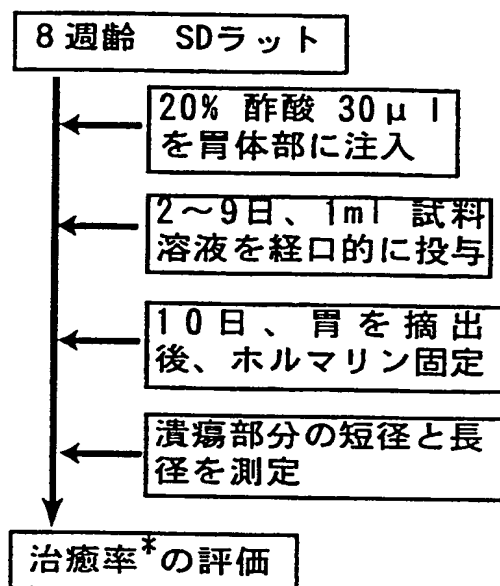 8週齢 SDラット
20% 酢酸 30μl
を胃体部に注入
2〜9日、1ml 試料
溶液を経口的に投与
10日、胃を摘出
後、ホルマリン固定
潰瘍部分の短径と長
径を測定
治癒率*の評価